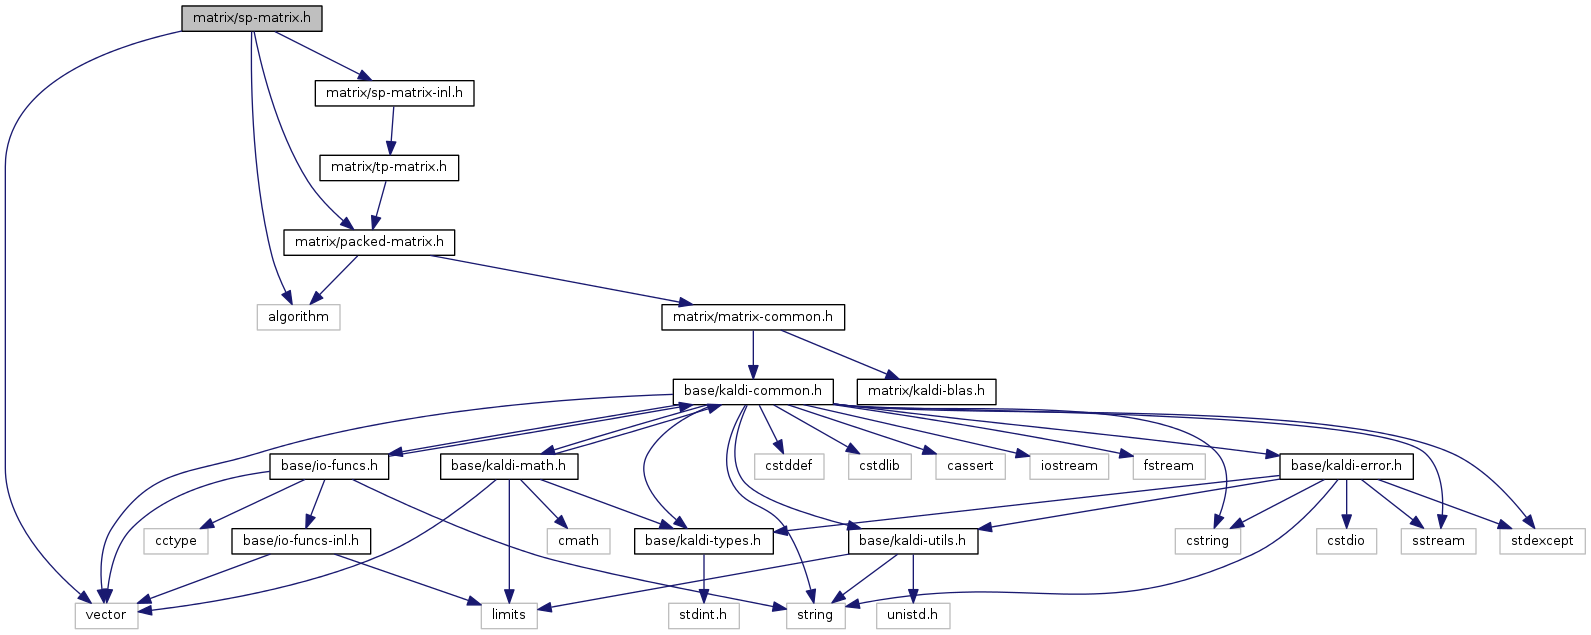 matrix/sp-matrix.h
matrix/sp-matrix-inl.h
matrix/tp-matrix.h
matrix/packed-matrix.h
algorithm
matrix/matrix-common.h
base/kaldi-common.h
matrix/kaldi-blas.h
base/io-funcs.h
base/kaldi-math.h
cstddef
cstdlib
cassert
iostream
fstream
base/kaldi-error.h
cctype
base/io-funcs-inl.h
cmath
base/kaldi-types.h
base/kaldi-utils.h
cstring
cstdio
sstream
stdexcept
vector
limits
stdint.h
string
unistd.h